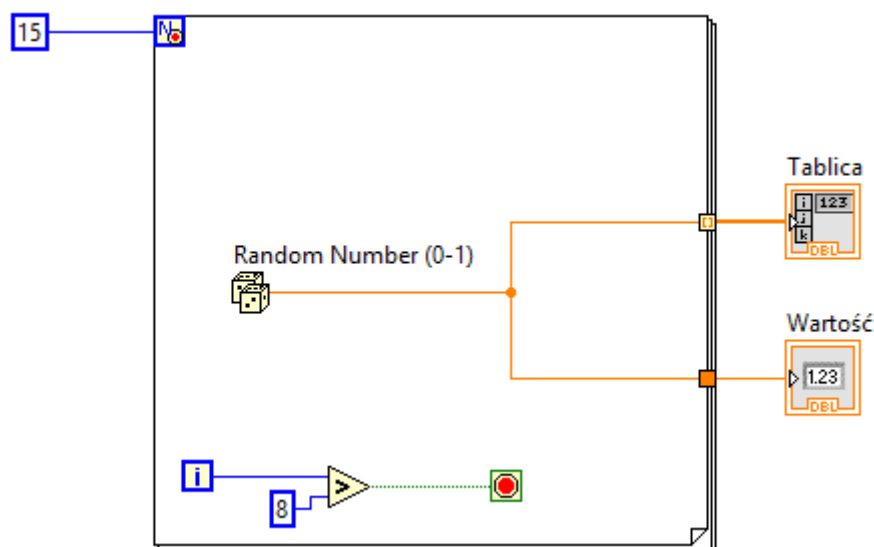 15
N
Tablica
i 123
j
k
DBL
Random Number (0-1)
Wartość
1.23
DBL
i
>
8